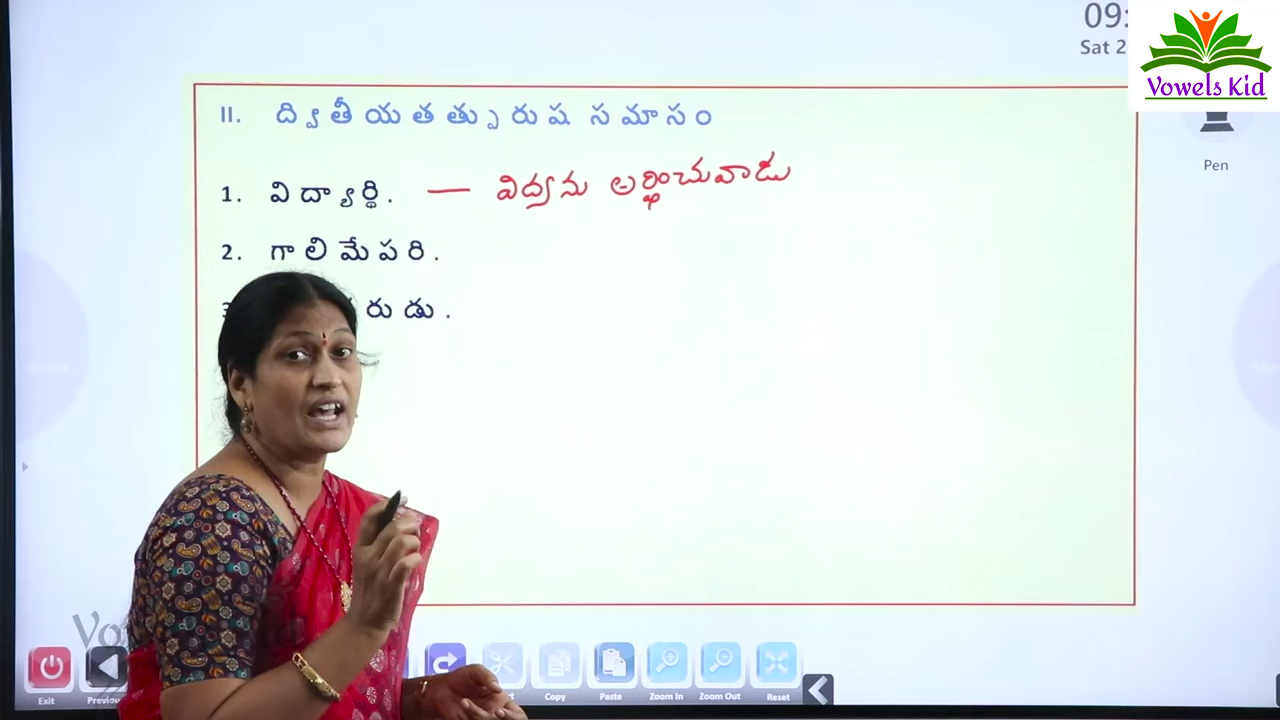 09:
Sat 2
Vowels Kid
Pen
II. ద్వితీయ తత్పురుష సమాసం
1. విద్యార్థి. — విద్యను అర్థించువాడు
2. గాలిమేపరి.
రుడు.
Exit
Previou
Copy
Paste
Zoom In
Zoom Out
Reset